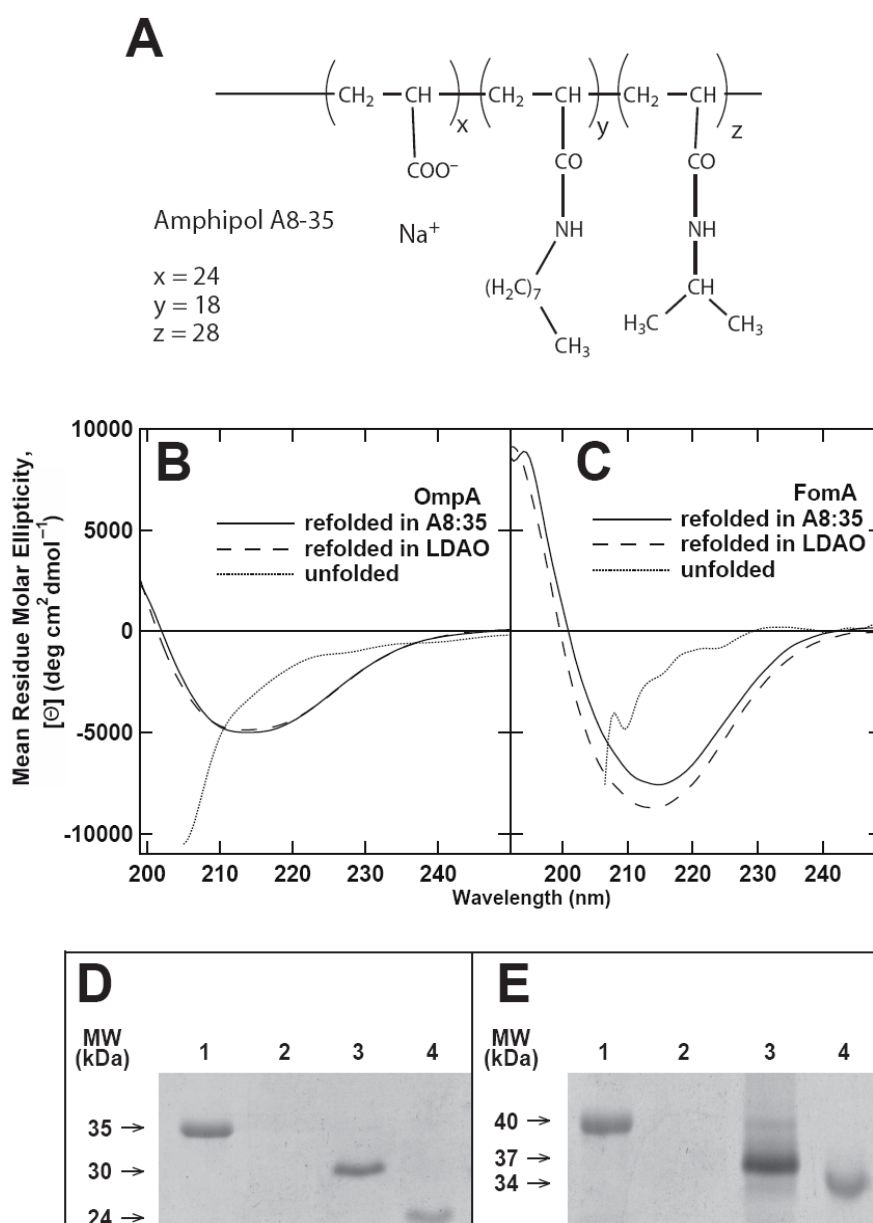 A
CH₂ CH CH₂ CH CH₂ CH
x y z
COO⁻ CO CO
Amphipol A8-35
Na⁺
NH NH
x = 24
(H₂C)₇ CH
y = 18
z = 28
H₃C CH₃
CH₃
Mean Residue Molar Ellipticity,
[Θ] (deg cm² dmol⁻¹)
10000
5000
0
-5000
-10000
B
OmpA
refolded in A8:35
refolded in LDAO
unfolded
C
FomA
refolded in A8:35
refolded in LDAO
unfolded
200 210 220 230 240 200 210 220 230 240
Wavelength (nm)
D
MW
(kDa)
1 2 3 4
35 →
30 →
24 →
E
MW
(kDa)
1 2 3 4
40 →
37 →
34 →